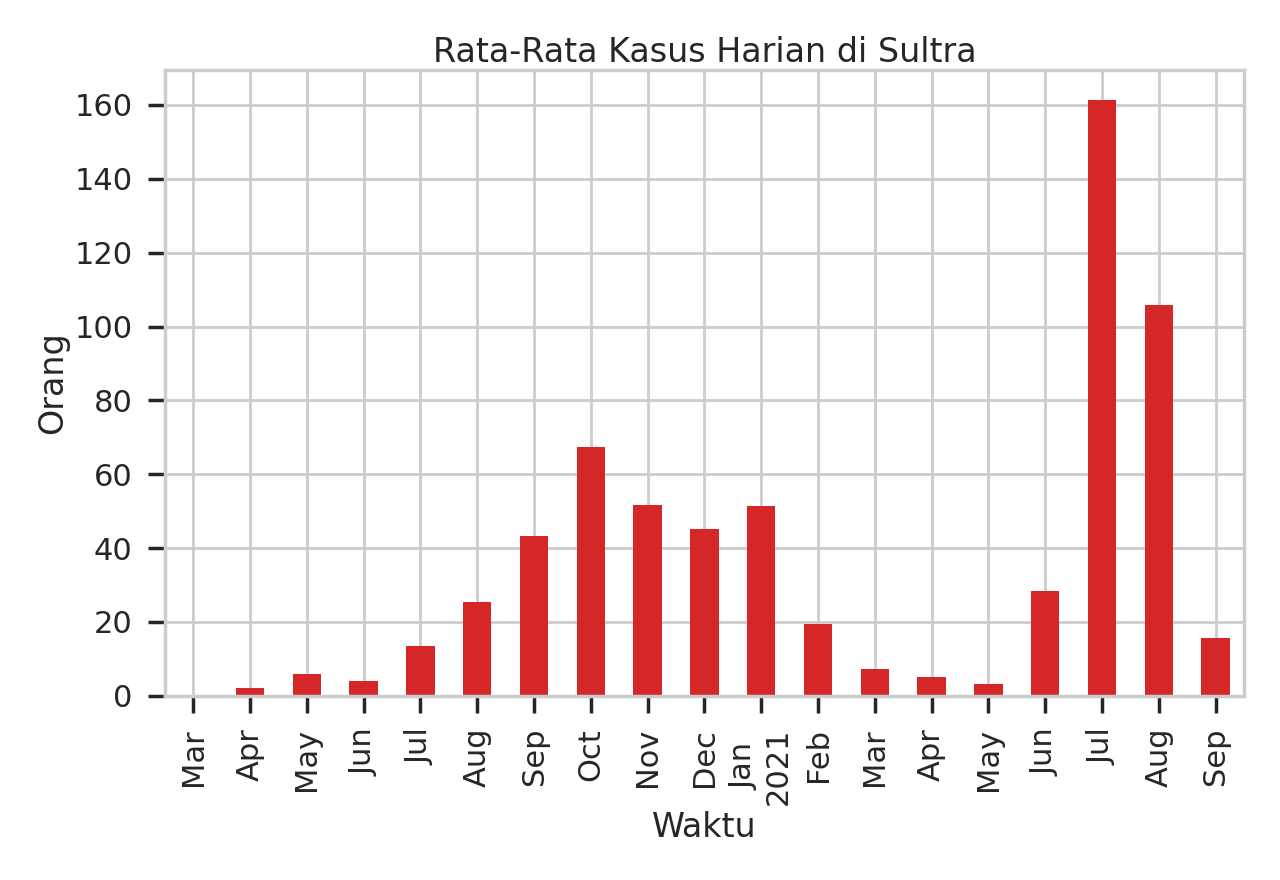 Rata-Rata Kasus Harian di Sultra
Orang
160
140
120
100
80
60
40
20
0
Mar
Apr
May
Jun
Jul
Aug
Sep
Oct
Nov
Dec
Jan
2021
Feb
Mar
Apr
May
Jun
Jul
Aug
Sep
Waktu